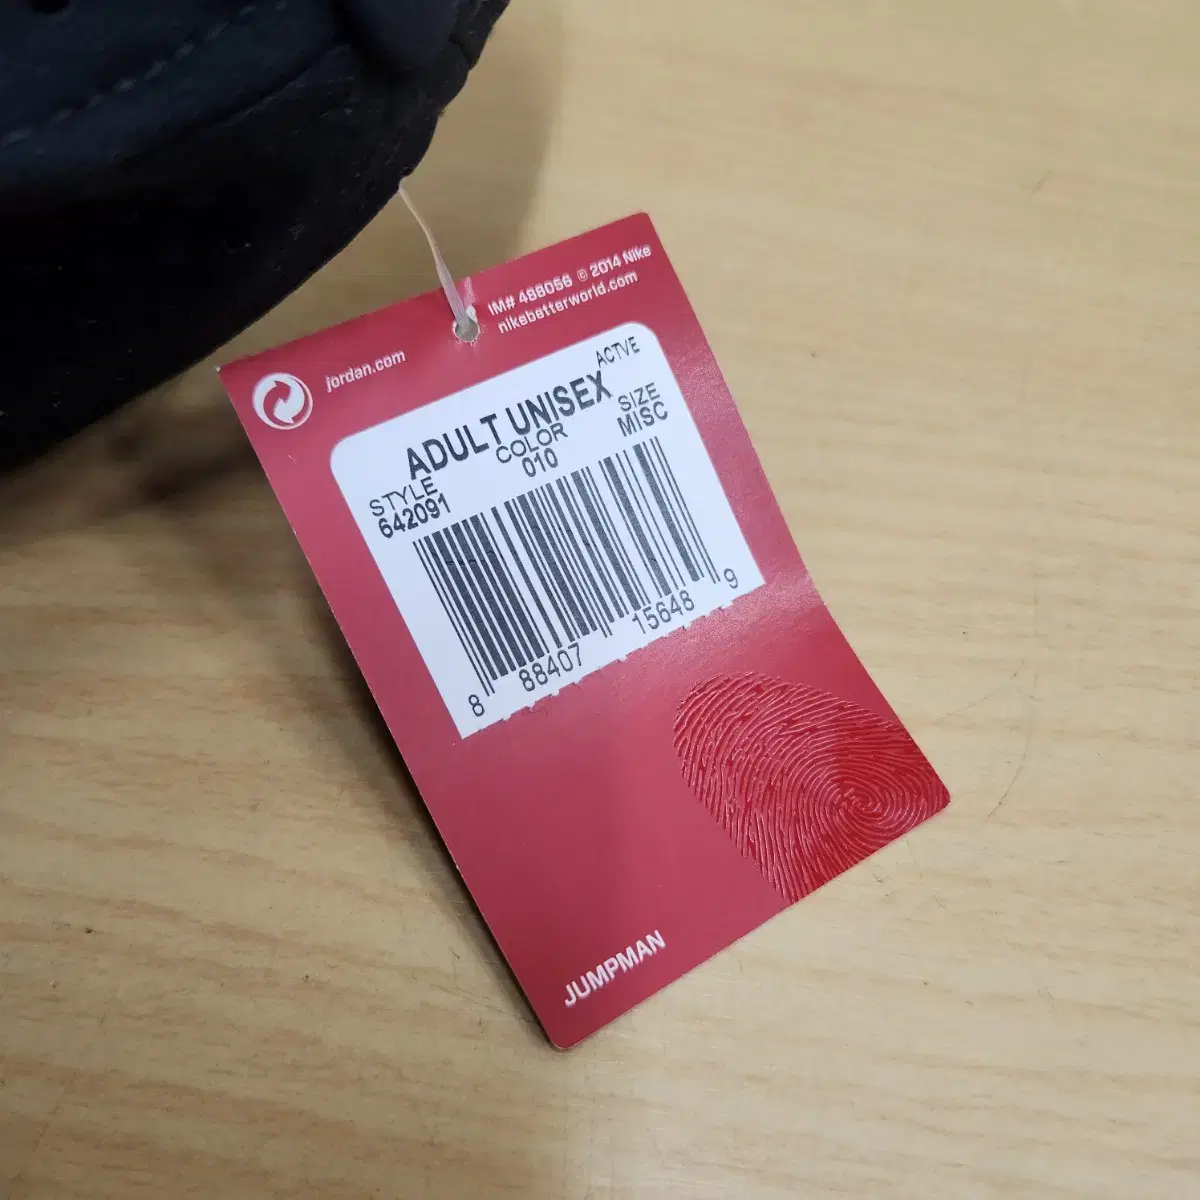 IM# 488056 © 2014 Nike
nikebetterworld.com
jordan.com
ACTVE
ADULT UNISEX
STYLE COLOR SIZE
642091 010 MISC
8 88407 15648 9
JUMPMAN